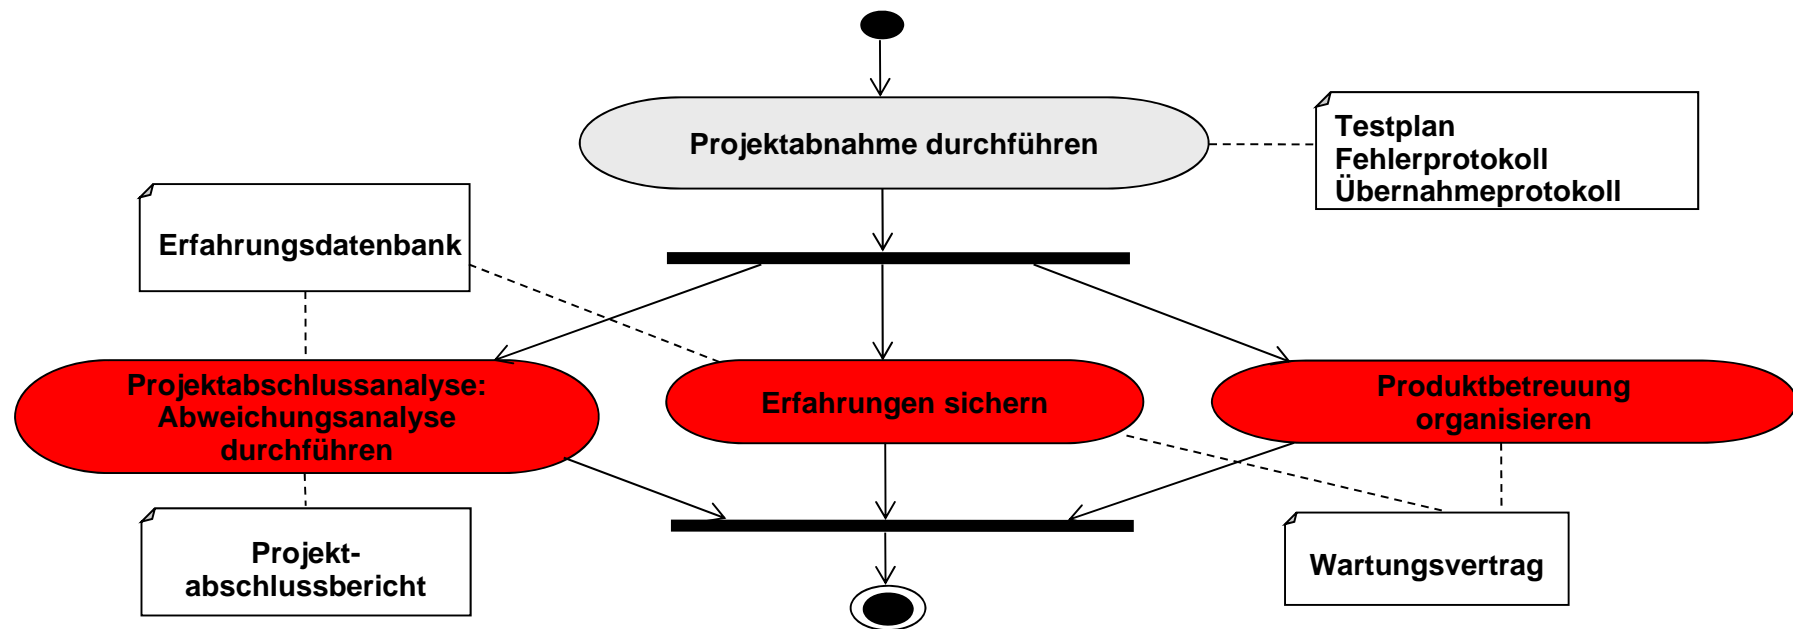 Projektabnahme durchführen
Testplan
Fehlerprotokoll
Übernahmeprotokoll
Erfahrungsdatenbank
Projektabschlussanalyse:
Abweichungsanalyse
durchführen
Erfahrungen sichern
Produktbetreuung
organisieren
Projekt-
abschlussbericht
Wartungsvertrag